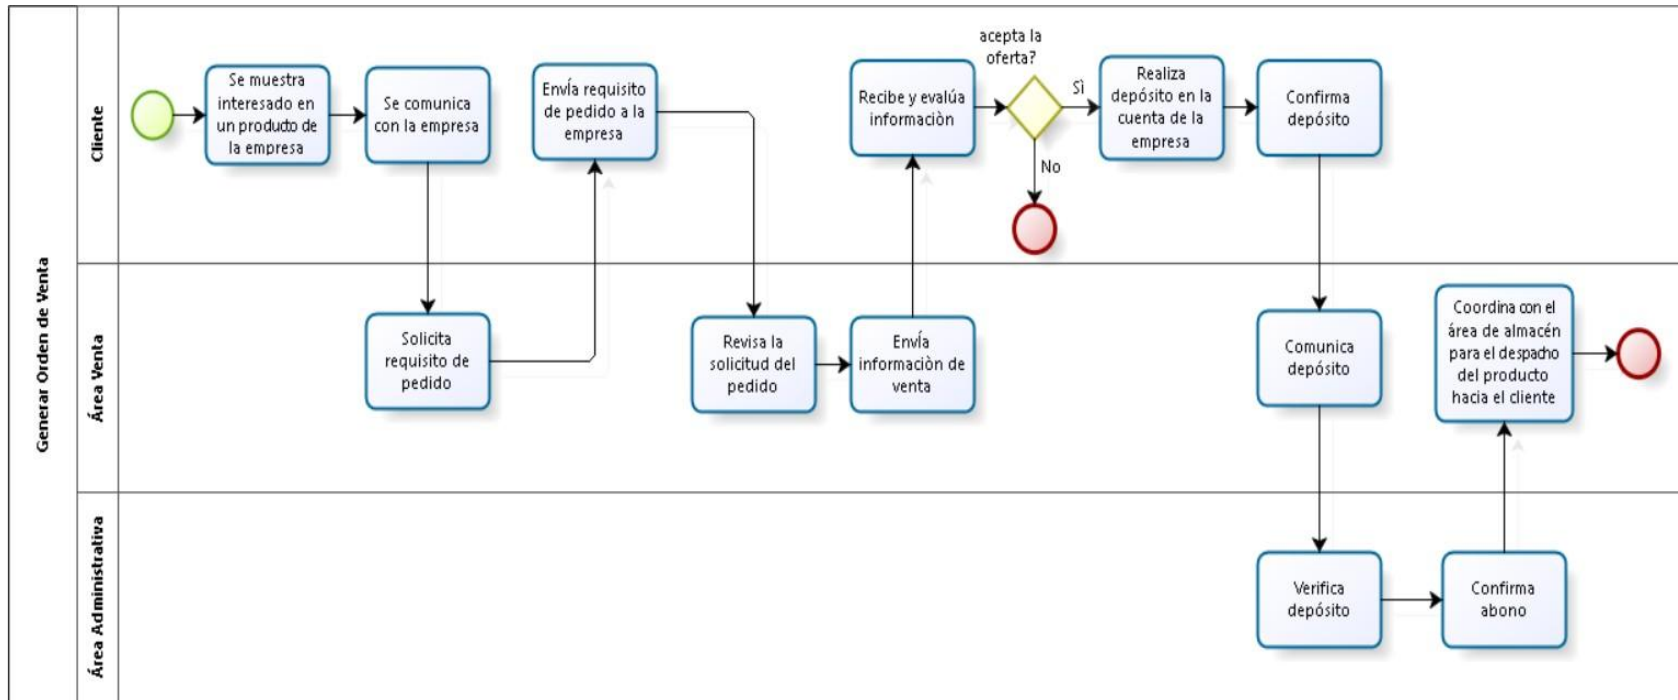 Generar Orden de Venta
Cliente
Se muestra
interesado en
un producto de
la empresa
Se comunica
con la empresa
Envía requisito
de pedido a la
empresa
Recibe y evalúa
informaciòn
acepta la
oferta?
Sì
No
Realiza
depósito en la
cuenta de la
empresa
Confirma
depósito
Área Venta
Solicita
requisito de
pedido
Revisa la
solicitud del
pedido
Envía
informaciòn de
venta
Comunica
depósito
Coordina con el
área de almacén
para el despacho
del producto
hacia el cliente
Área Administrativa
Verifica
depósito
Confirma
abono